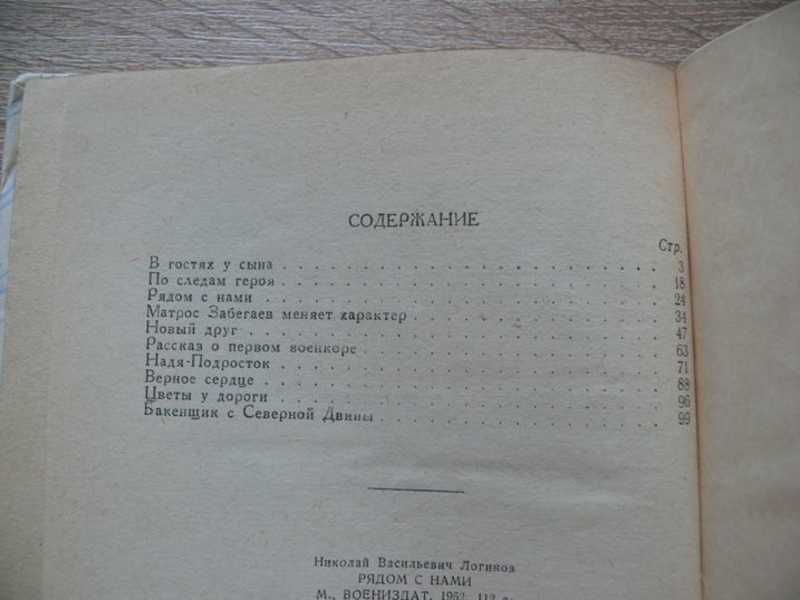 СОДЕРЖАНИЕ
Стр.
В гостях у сына 3
По следам героя 18
Рядом с нами 24
Матрос Забегаев меняет характер 34
Новый друг 47
Рассказ о первом военкоре 63
Надя-Подросток 71
Верное сердце 88
Цветы у дороги 96
Бакенщик с Северной Двины 99
Николай Васильевич Логинов
РЯДОМ С НАМИ
М., ВОЕНИЗДАТ, 1962, 112 с.